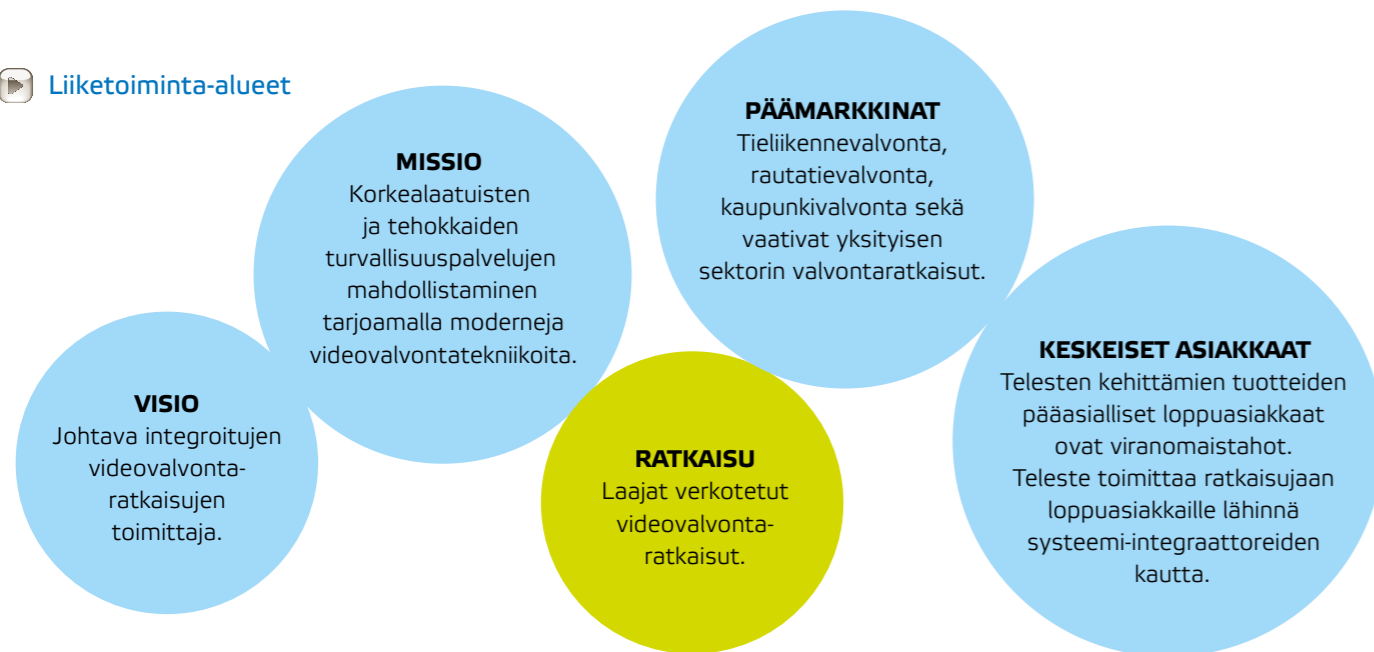 Liiketoiminta-alueet
VISIO
Johtava integroitujen
videovalvonta-
ratkaisujen
toimittaja.
MISSIO
Korkealaatuisten
ja tehokkaiden
turvallisuuspalvelujen
mahdollistaminen
tarjoamalla moderneja
videovalvontatekniikoita.
RATKAISU
Laajat verkotetut
videovalvonta-
ratkaisut.
PÄÄMARKKINAT
Tieliikennevalvonta,
rautatievalvonta,
kaupunkivalvonta sekä
vaativat yksityisen
sektorin valvontaratkaisut.
KESKEISET ASIAKKAAT
Telesten kehittämien tuotteiden
pääasialliset loppuasiakkaat
ovat viranomaistahot.
Teleste toimittaa ratkaisujaan
loppuasiakkaille lähinnä
systeemi-integraattoreiden
kautta.